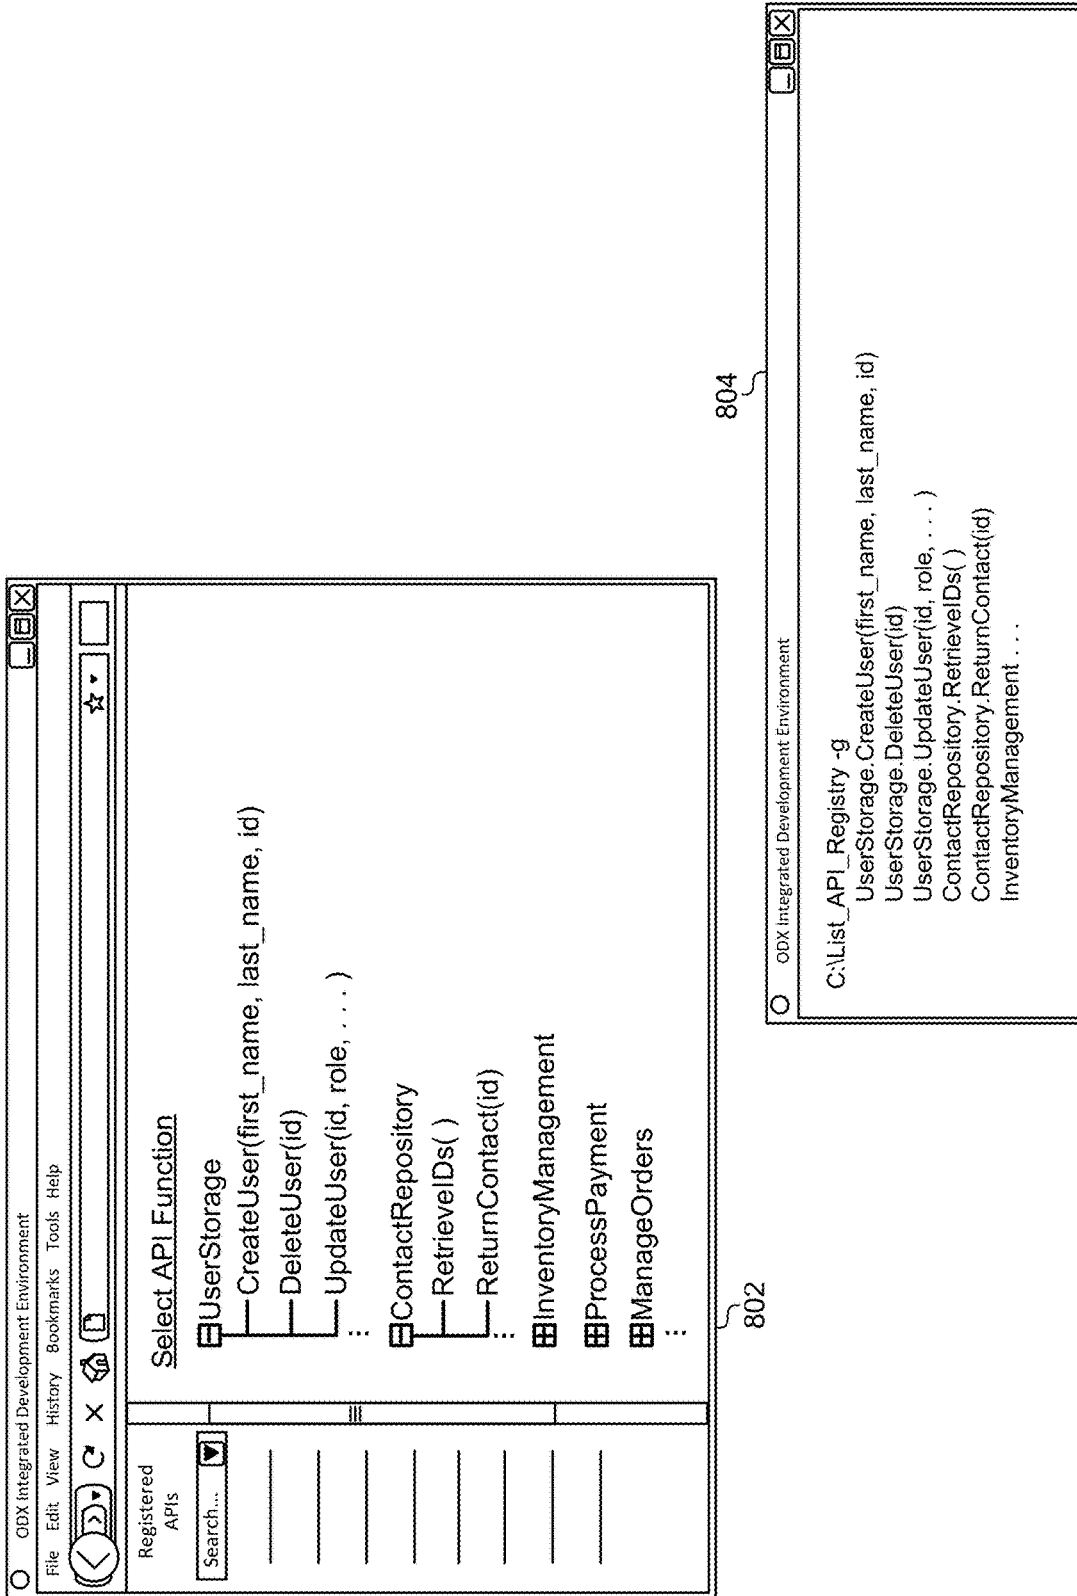 ODX Integrated Development Environment
File Edit View History Bookmarks Tools Help
Registered
APIs
Search...
Select API Function
UserStorage
CreateUser(first_name, last_name, id)
DeleteUser(id)
UpdateUser(id, role, . . . )
ContactRepository
RetrieveIDs( )
ReturnContact(id)
InventoryManagement
ProcessPayment
ManageOrders
802
804
ODX Integrated Development Environment
C:\List_API_Registry -g
UserStorage.CreateUser(first_name, last_name, id)
UserStorage.DeleteUser(id)
UserStorage.UpdateUser(id, role, . . . )
ContactRepository.RetrieveIDs( )
ContactRepository.ReturnContact(id)
InventoryManagement . . .